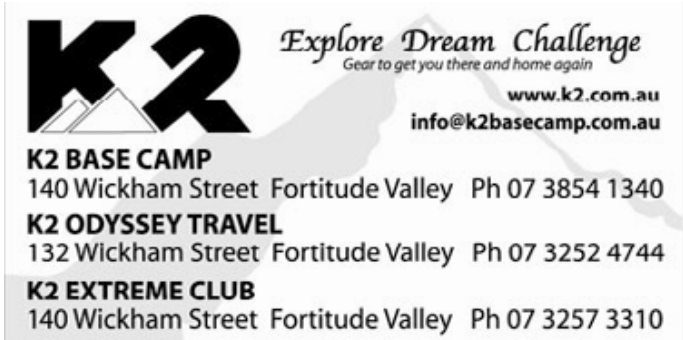 K2
Explore Dream Challenge
Gear to get you there and home again
www.k2.com.au
info@k2basecamp.com.au
K2 BASE CAMP
140 Wickham Street Fortitude Valley Ph 07 3854 1340
K2 ODYSSEY TRAVEL
132 Wickham Street Fortitude Valley Ph 07 3252 4744
K2 EXTREME CLUB
140 Wickham Street Fortitude Valley Ph 07 3257 3310